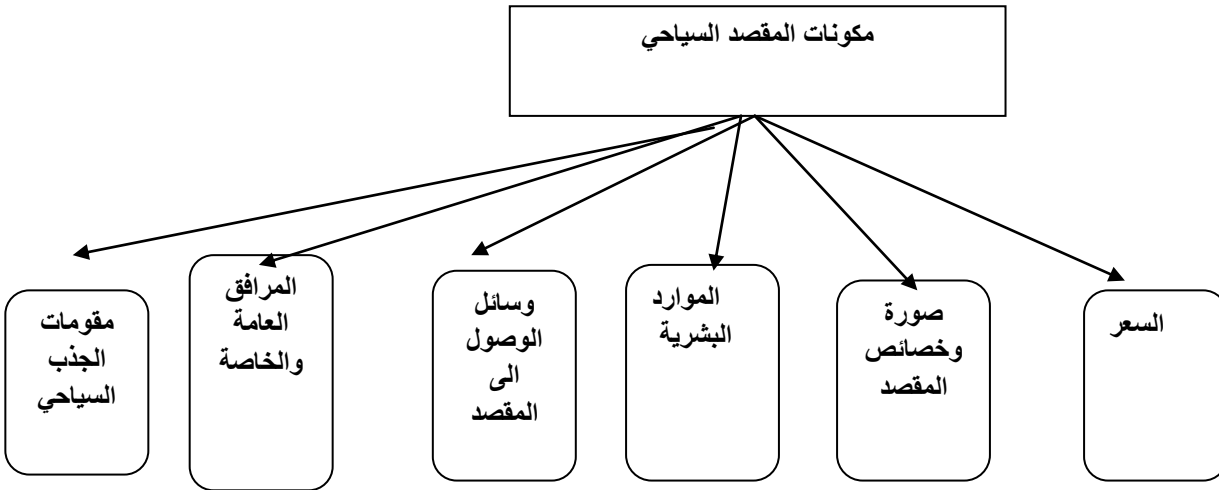 مكونات المقصد السياحي
السعر
صورة
وخصائص
المقصد
الموارد
البشرية
وسائل
الوصول
الى
المقصد
المرافق
العامة
والخاصة
مقومات
الجذب
السياحي